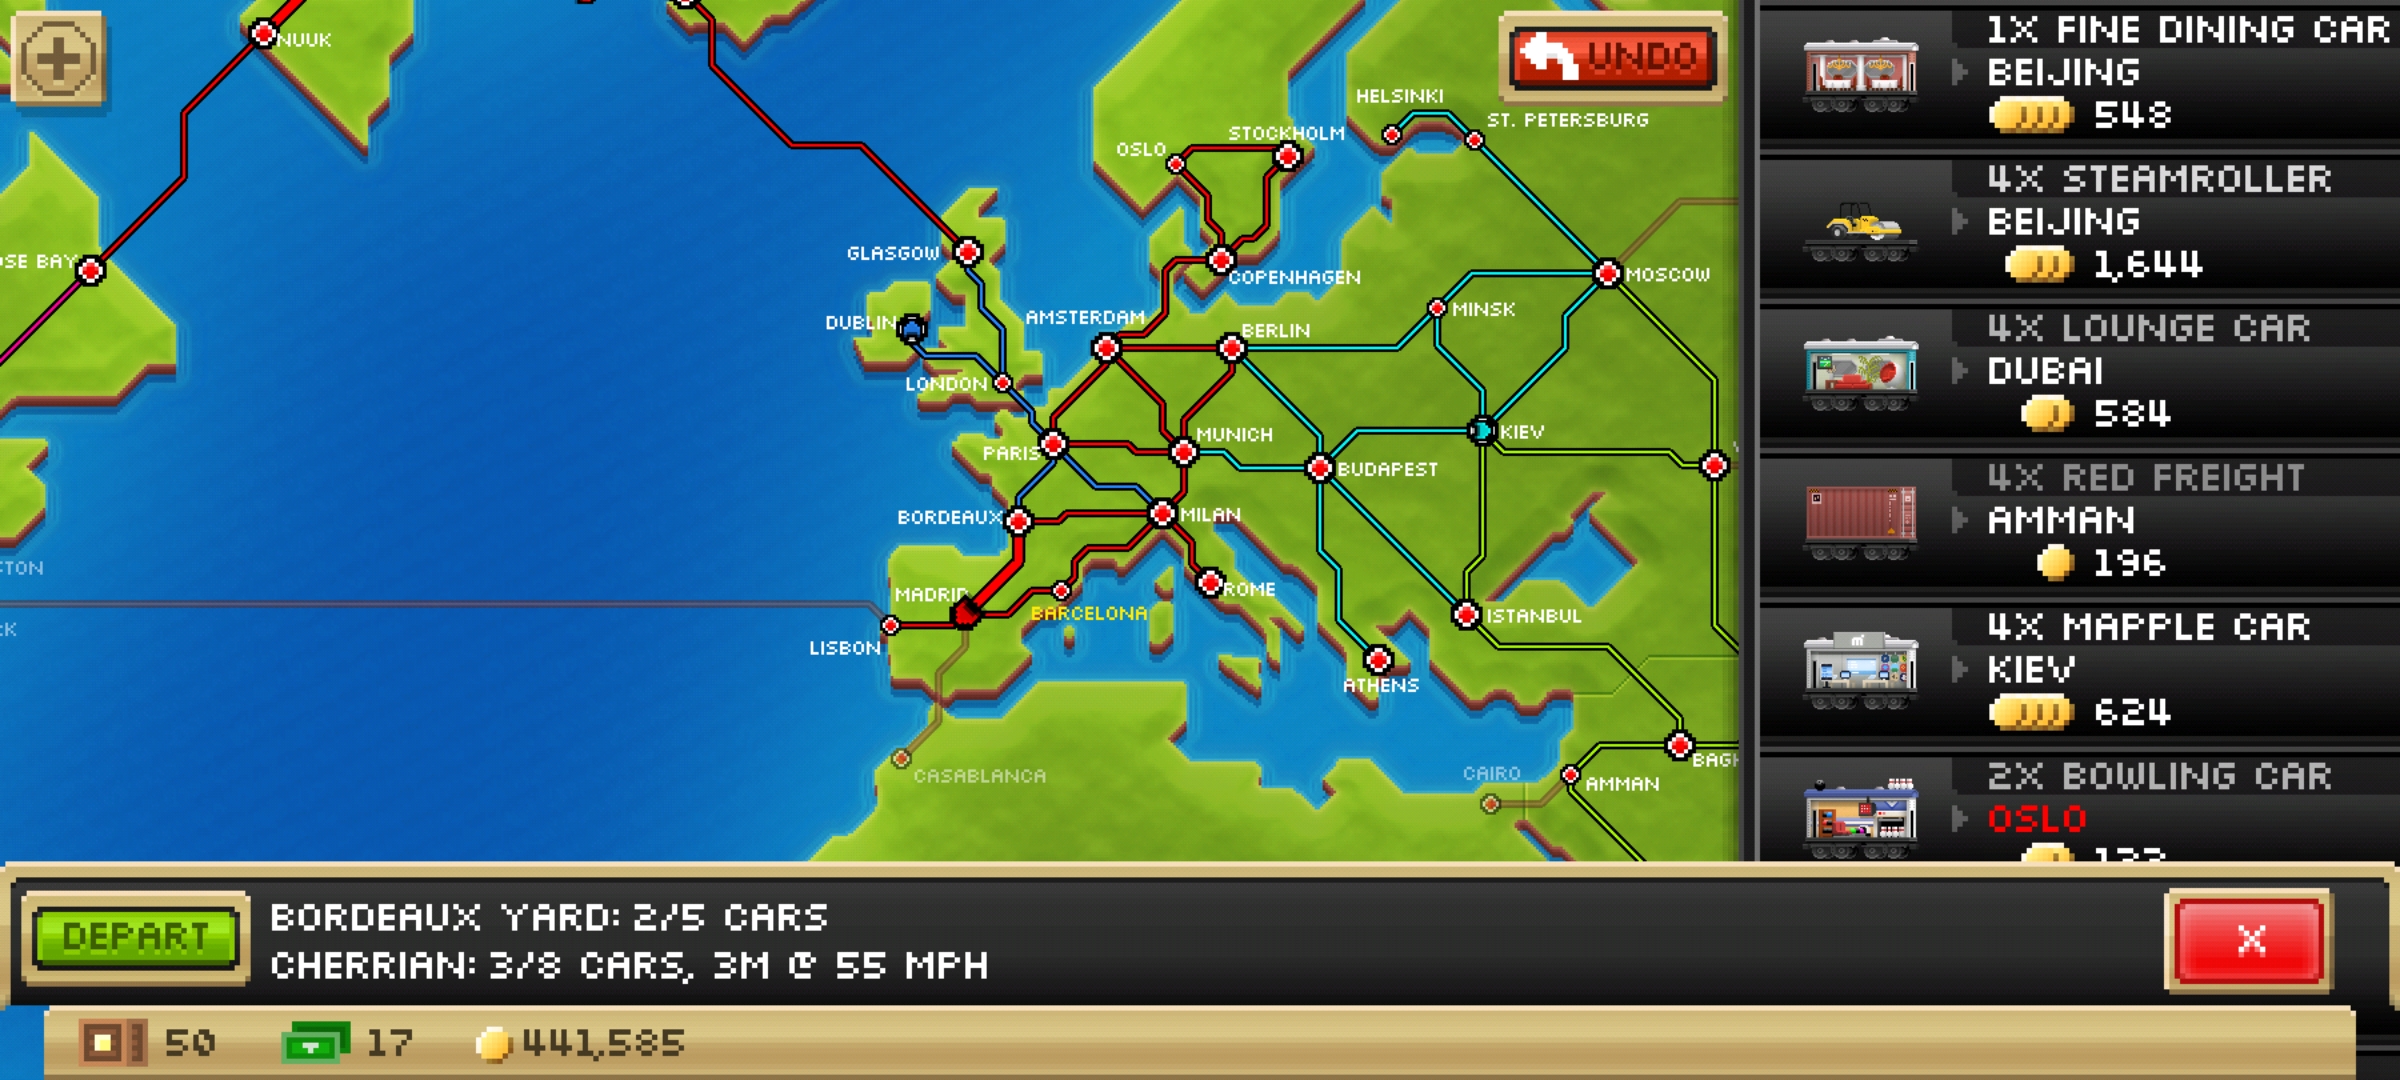 NUUK
OSE BAY
GLASGOW
DUBLIN
LONDON
AMSTERDAM
PARIS
BORDEAUX
MADRID
LISBON
BARCELONA
CASABLANCA
OSLO
STOCKHOLM
COPENHAGEN
BERLIN
MUNICH
MILAN
ROME
HELSINKI
ST. PETERSBURG
MOSCOW
MINSK
KIEV
BUDAPEST
ISTANBUL
ATHENS
CAIRO
AMMAN
BAGH
TON
CK
UNDO
1X FINE DINING CAR
BEIJING
548
4X STEAMROLLER
BEIJING
1,644
4X LOUNGE CAR
DUBAI
584
4X RED FREIGHT
AMMAN
196
4X MAPPLE CAR
KIEV
624
2X BOWLING CAR
OSLO
DEPART
BORDEAUX YARD: 2/5 CARS
CHERRIAN: 3/8 CARS, 3M @ 55 MPH
X
50
17
441,585